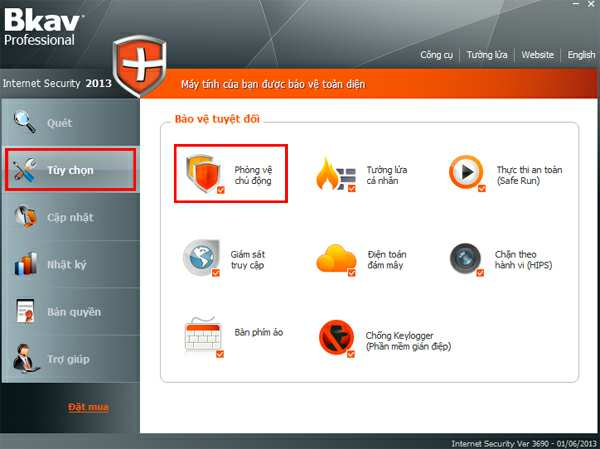 Bkav®
Professional
Công cụ | Tường lửa | Website | English
Internet Security 2013
Máy tính của bạn được bảo vệ toàn diện
Quét
Tùy chọn
Cập nhật
Nhật ký
Bản quyền
Trợ giúp
Đặt mua
Bảo vệ tuyệt đối
Phòng vệ
chủ động
Tường lửa
cá nhân
Thực thi an toàn
(Safe Run)
Giám sát
truy cập
Điện toán
đám mây
Chặn theo
hành vi (HIPS)
Bàn phím ảo
Chống Keylogger
(Phần mềm gián điệp)
Internet Security Ver 3690 - 01/06/2013